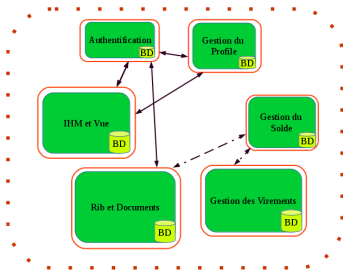 Authentification
BD
Gestion du
Profile
BD
IHM et Vue
BD
Gestion du
Solde
BD
Rib et Documents
BD
Gestion des Virements
BD